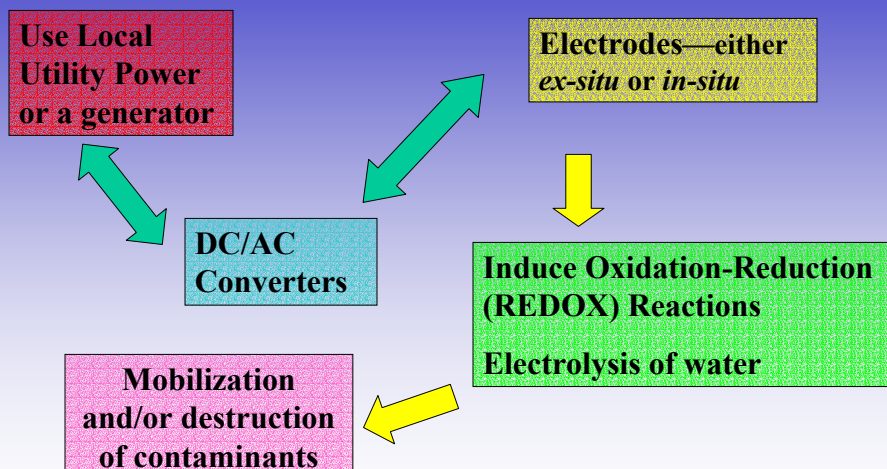 Use Local
Utility Power
or a generator
Electrodes—either
ex-situ or in-situ
DC/AC
Converters
Induce Oxidation-Reduction
(REDOX) Reactions
Electrolysis of water
Mobilization
and/or destruction
of contaminants